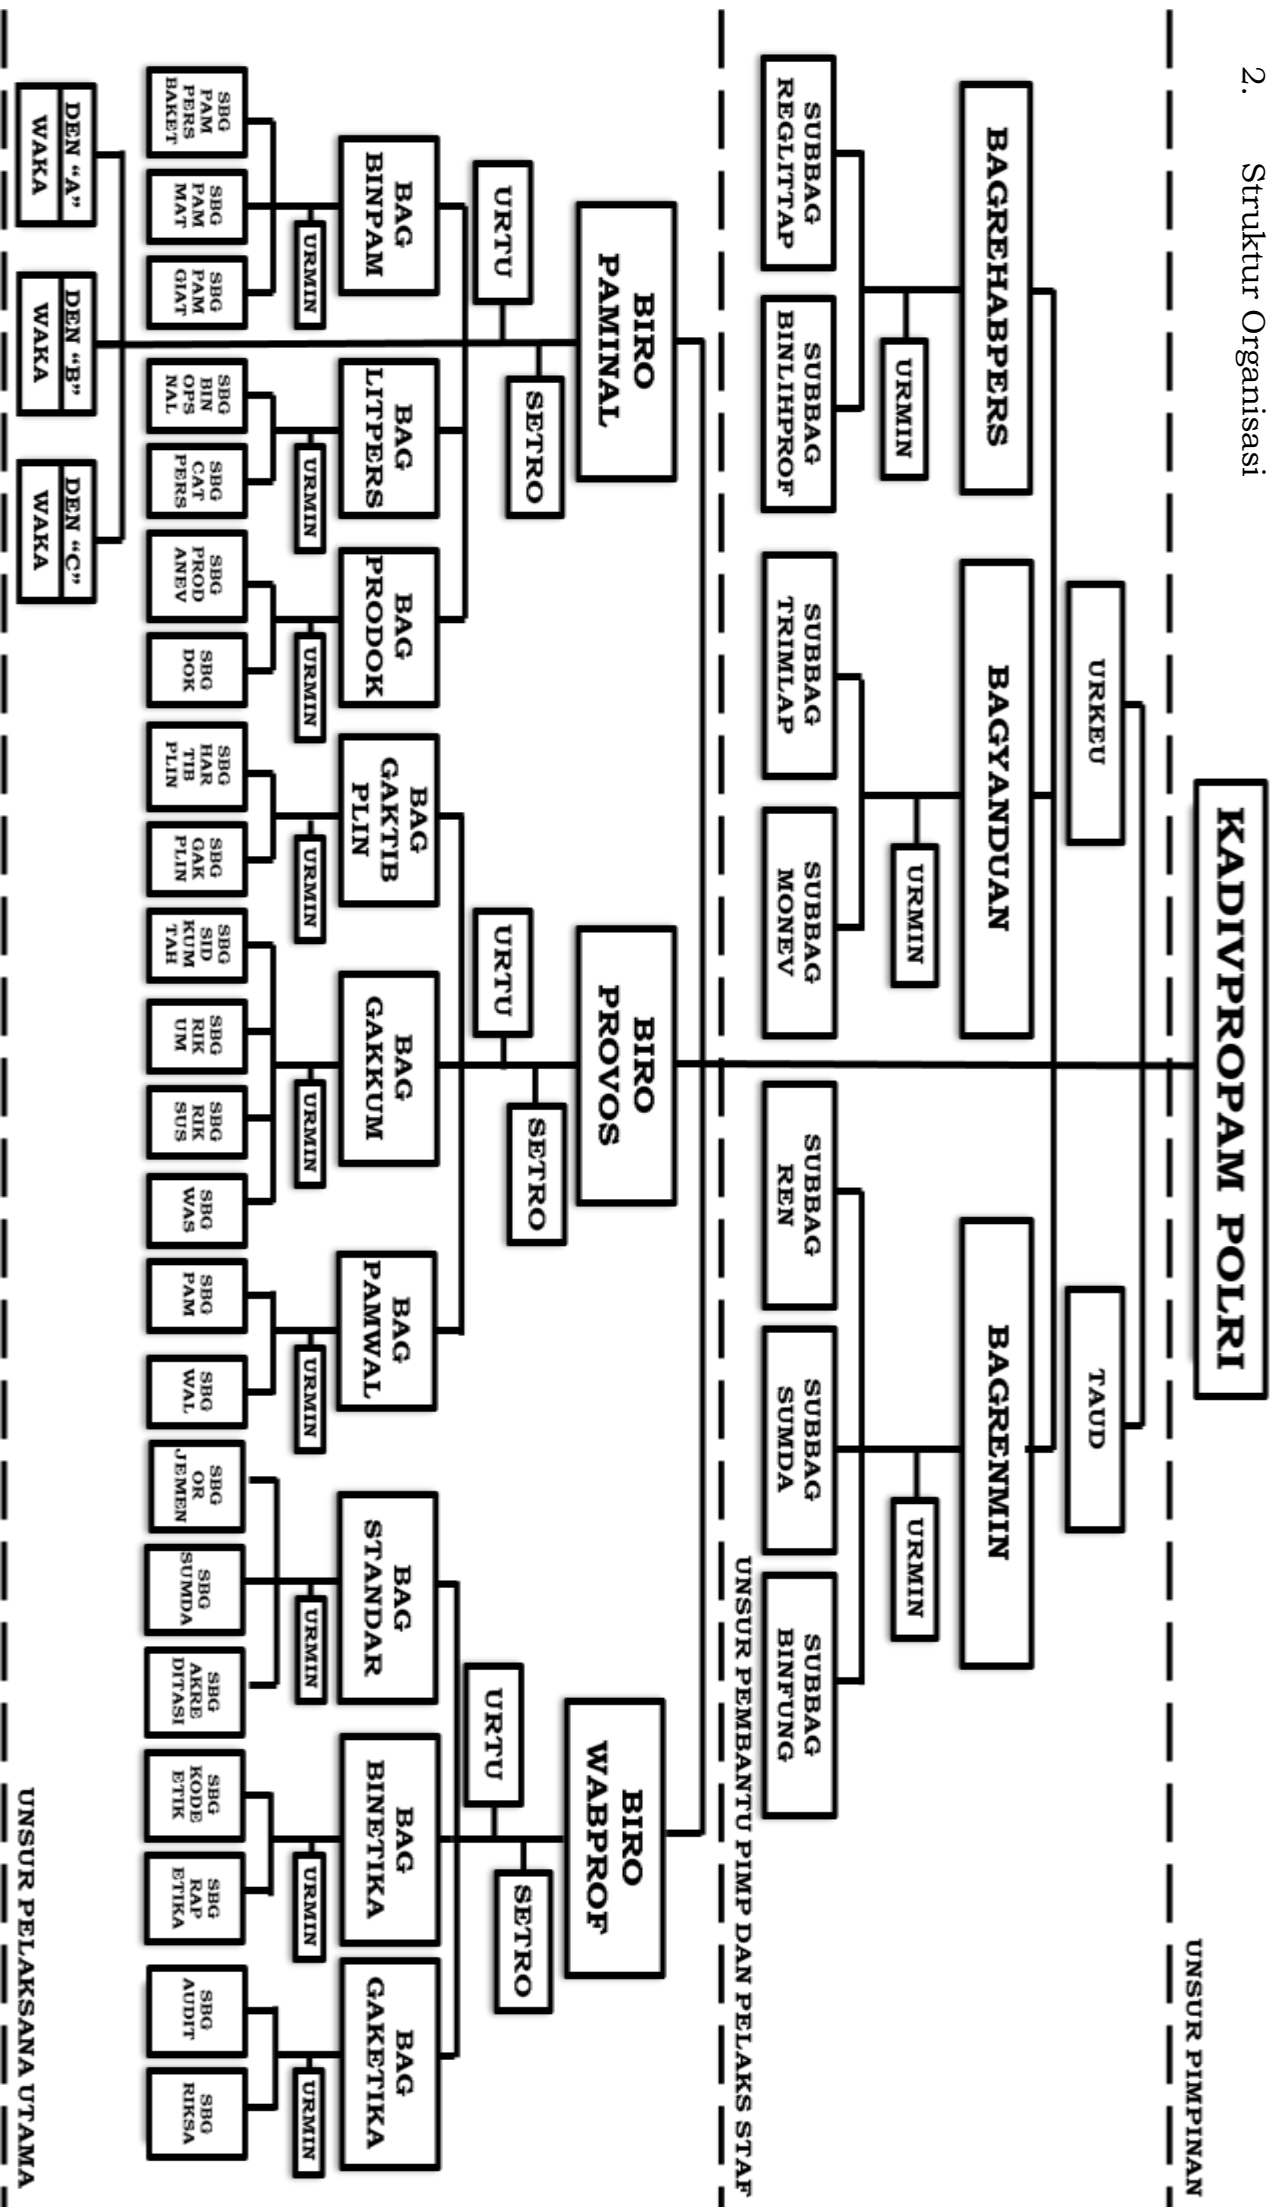 2. Struktur Organisasi
KADIVPROPAM POLRI
UNSUR PIMPINAN
URKEU
TAUD
BAGREHABPERS
BAGYANDUAN
BAGRENMIN
URMIN
URMIN
URMIN
SUBBAG
REGLITTAP
SUBBAG
BINLIHPROF
SUBBAG
TRIMLAP
SUBBAG
MONEV
SUBBAG
REN
SUBBAG
SUMDA
SUBBAG
BINFUNG
UNSUR PEMBANTU PIMP DAN PELAKS STAF
BIRO
PAMINAL
BIRO
PROVOS
BIRO
WABPROF
URTU
SETRO
URTU
SETRO
URTU
SETRO
BAG
BINPAM
BAG
LITPERS
BAG
PRODOK
BAG
GAKTIB
PLIN
BAG
GAKKUM
BAG
PAMWAL
BAG
STANDAR
BAG
BINETIKA
BAG
GAKETIKA
URMIN
URMIN
URMIN
URMIN
URMIN
URMIN
URMIN
URMIN
URMIN
SBG
PAM
PERS
BAKET
SBG
PAM
MAT
SBG
PAM
GIAT
SBG
BIN
OPS
NAL
SBG
CAT
PERS
SBG
PROD
ANEV
SBG
DOK
SBG
HAR
TIB
PLIN
SBG
GAK
PLIN
SBG
SID
KUM
TAH
SBG
RIK
UM
SBG
RIK
SUS
SBG
WAS
SBG
PAM
SBG
WAL
SBG
OR
JEMEN
SBG
SUMDA
SBG
AKRE
DITASI
SBG
KODE
ETIK
SBG
RAP
ETIKA
SBG
AUDIT
SBG
RIKSA
DEN “A”
WAKA
DEN “B”
WAKA
DEN “C”
WAKA
UNSUR PELAKSANA UTAMA